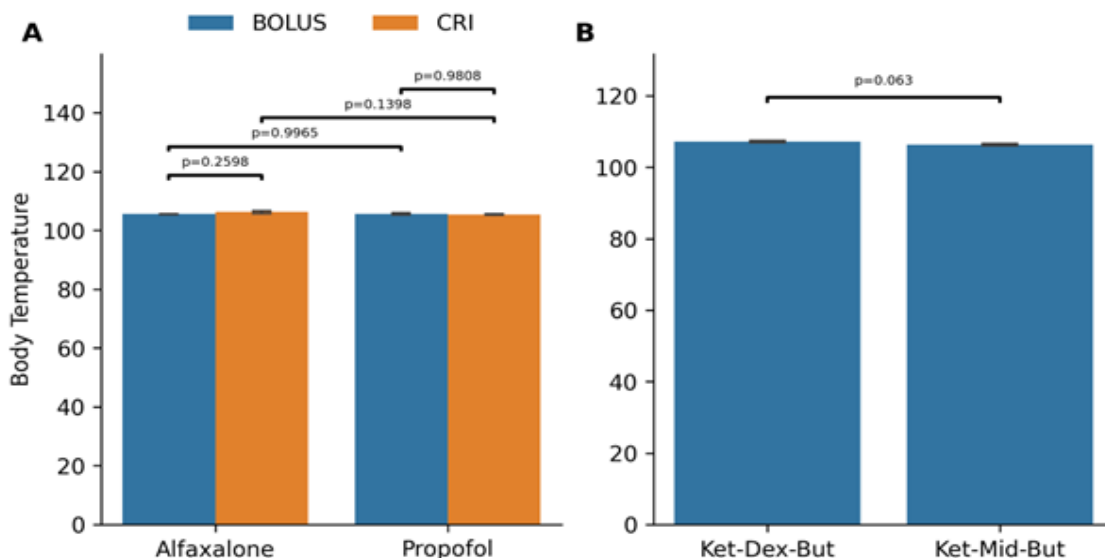 A
BOLUS
CRI
B
p=0.9808
p=0.1398
p=0.9965
p=0.2598
p=0.063
Body Temperature
140
120
100
80
60
40
20
0
120
100
80
60
40
20
0
Alfaxalone
Propofol
Ket-Dex-But
Ket-Mid-But